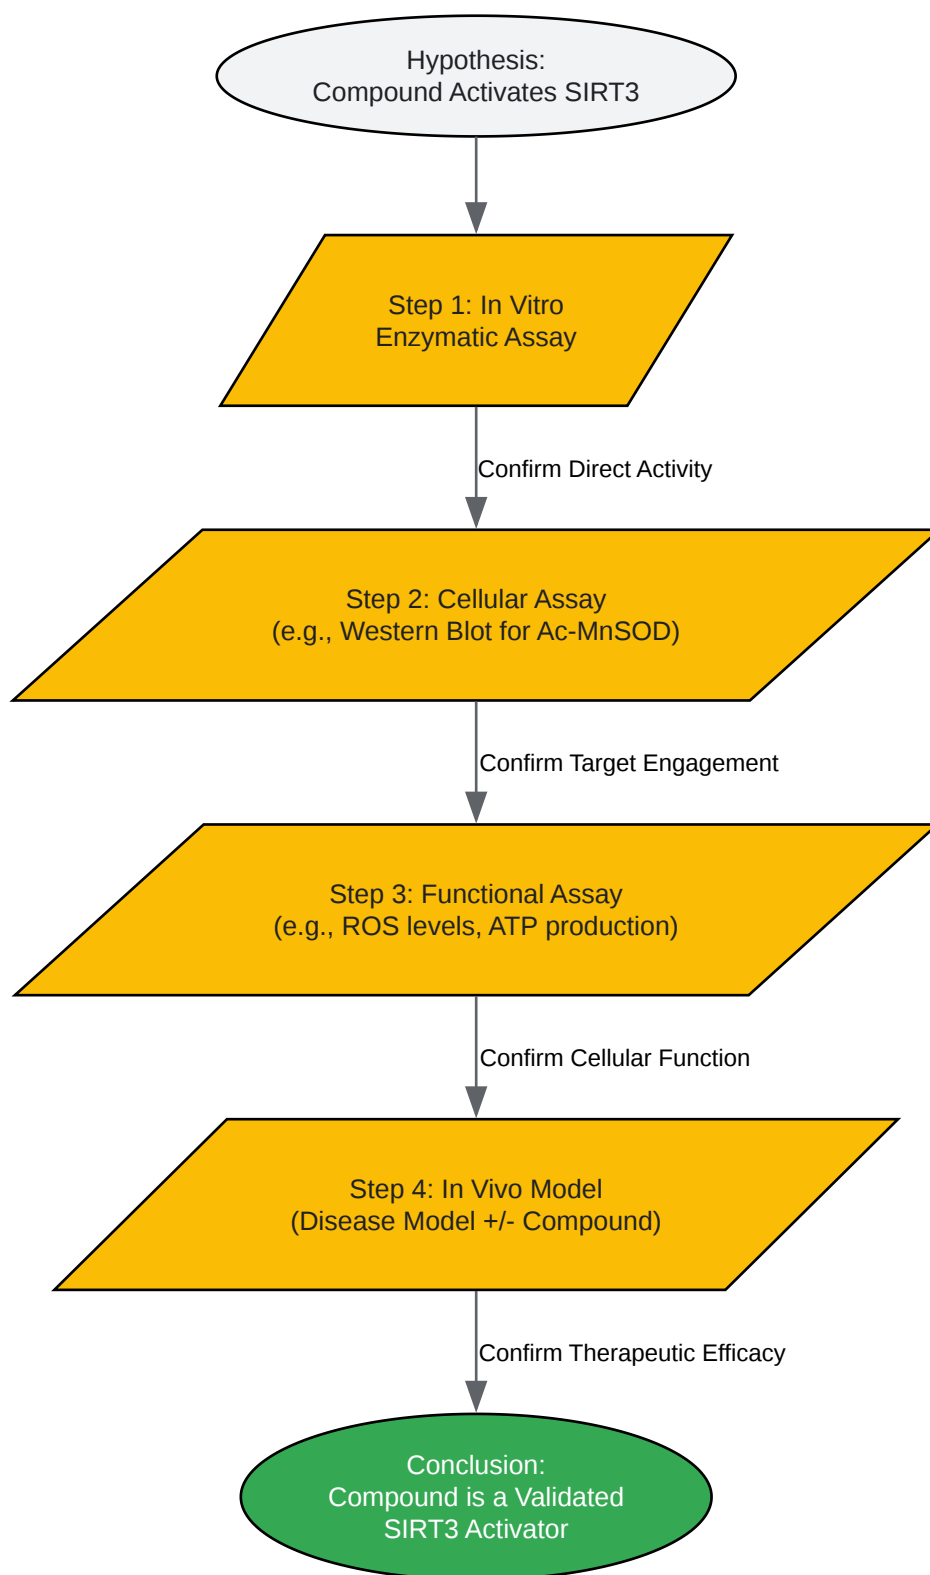 Hypothesis:
Compound Activates SIRT3
Step 1: In Vitro
Enzymatic Assay
Confirm Direct Activity
Step 2: Cellular Assay
(e.g., Western Blot for Ac-MnSOD)
Confirm Target Engagement
Step 3: Functional Assay
(e.g., ROS levels, ATP production)
Confirm Cellular Function
Step 4: In Vivo Model
(Disease Model +/- Compound)
Confirm Therapeutic Efficacy
Conclusion:
Compound is a Validated
SIRT3 Activator